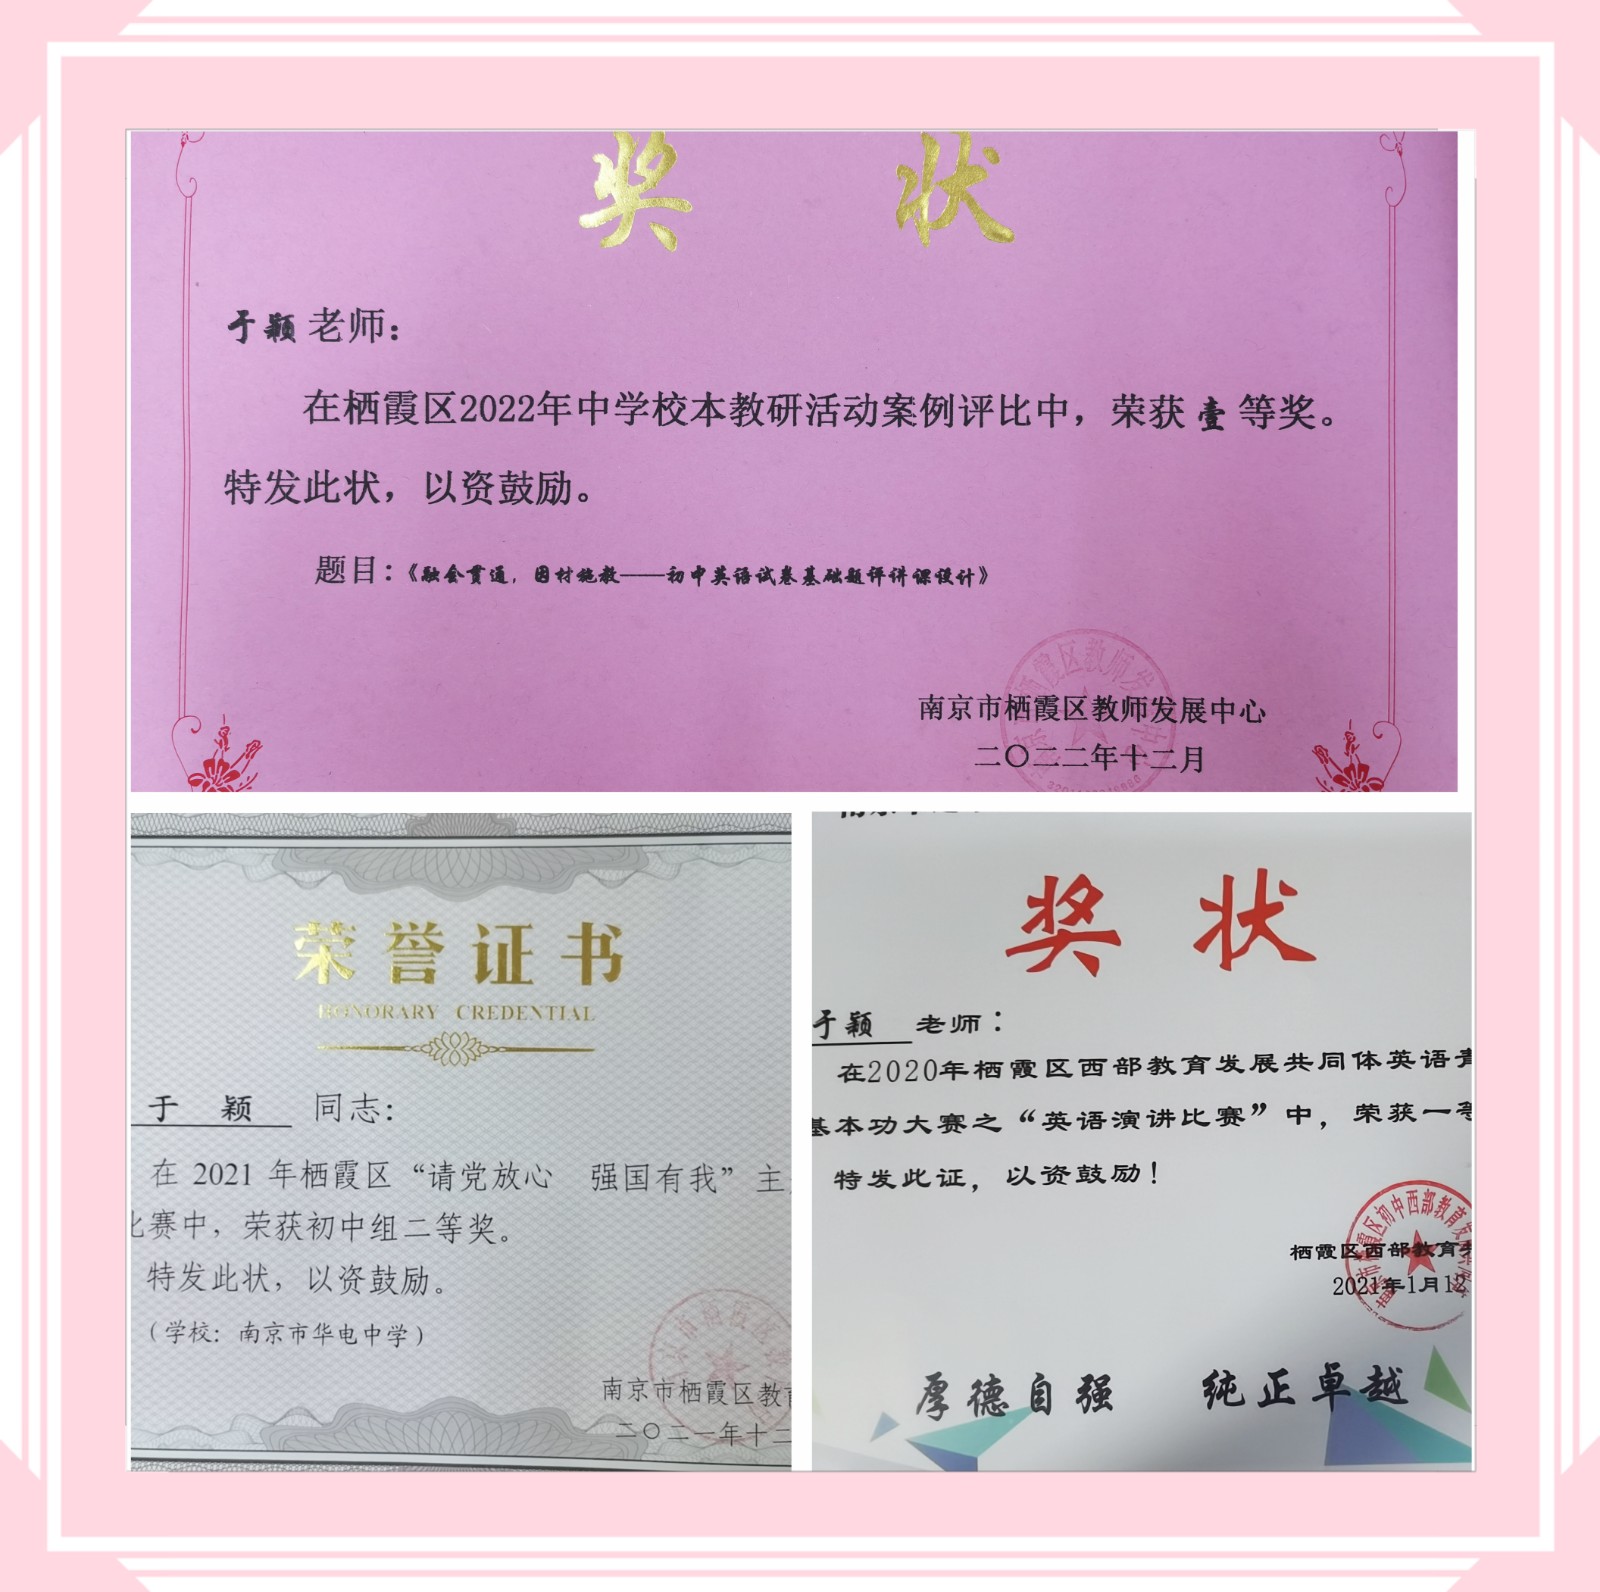 奖 状
于颖 老师：
在栖霞区2022年中学校本教研活动案例评比中，荣获 壹 等奖。
特发此状，以资鼓励。
题目：《融会贯通，因材施教——初中英语试卷基础题评讲课设计》
南京市栖霞区教师发展中心
二〇二二年十二月
荣誉证书
HONORARY CREDENTIAL
于 颖 同志：
在 2021 年栖霞区“请党放心 强国有我”主
比赛中，荣获初中组二等奖。
特发此状，以资鼓励。
（学校：南京市华电中学）
南京市栖霞区教育
二〇二一年十二
奖 状
于颖 老师：
在2020年栖霞区西部教育发展共同体英语青
基本功大赛之“英语演讲比赛”中，荣获一等
特发此证，以资鼓励！
栖霞区西部教育
2021年1月12
厚德自强 纯正卓越